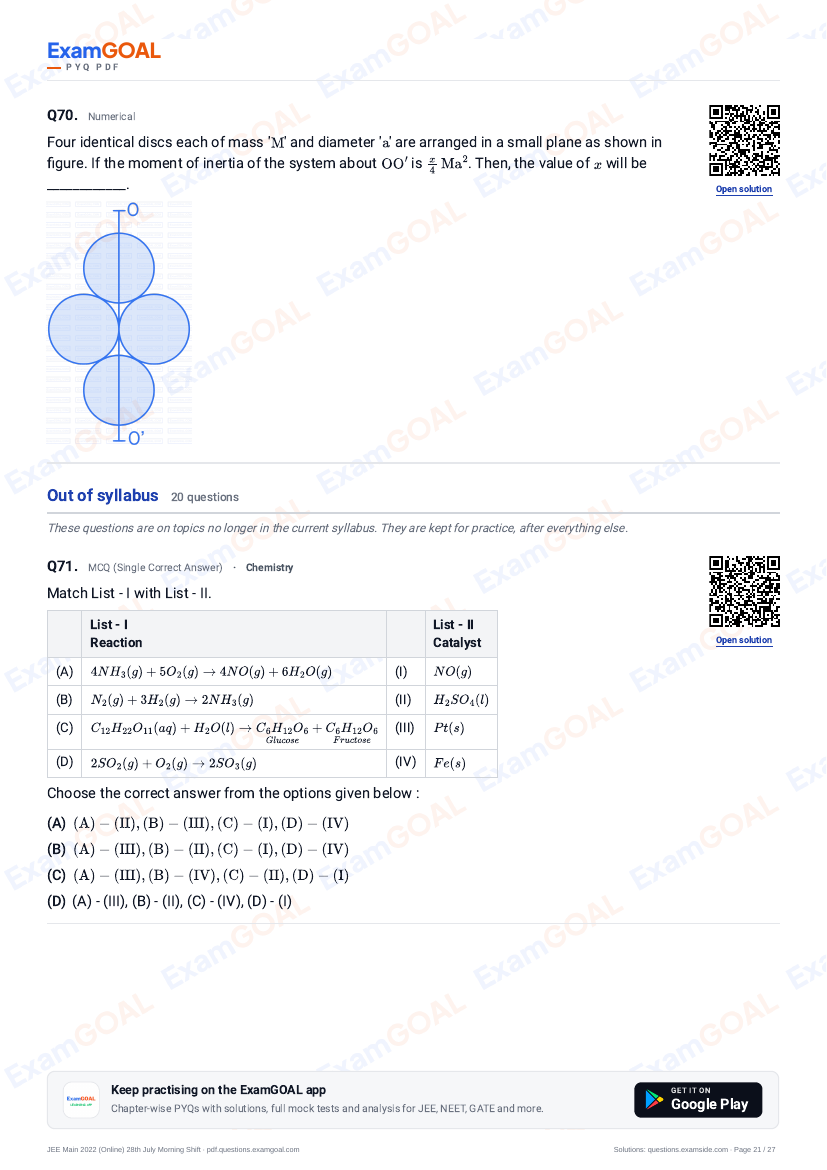 ExamGOAL
PYQ PDF
Q70. Numerical
Four identical discs each of mass 'M' and diameter 'a' are arranged in a small plane as shown in
figure. If the moment of inertia of the system about OO′ is x/4 Ma². Then, the value of x will be
____________.
Open solution
O
O'
Out of syllabus 20 questions
These questions are on topics no longer in the current syllabus. They are kept for practice, after everything else.
Q71. MCQ (Single Correct Answer) · Chemistry
Open solution
Match List - I with List - II.
List - I List - II
Reaction Catalyst
(A) 4NH₃(g) + 5O₂(g) → 4NO(g) + 6H₂O(g) (I) NO(g)
(B) N₂(g) + 3H₂(g) → 2NH₃(g) (II) H₂SO₄(l)
(C) C₁₂H₂₂O₁₁(aq) + H₂O(l) → C₆H₁₂O₆ + C₆H₁₂O₆ (III) Pt(s)
Glucose Fructose
(D) 2SO₂(g) + O₂(g) → 2SO₃(g) (IV) Fe(s)
Choose the correct answer from the options given below :
(A) (A) − (II), (B) − (III), (C) − (I), (D) − (IV)
(B) (A) − (III), (B) − (II), (C) − (I), (D) − (IV)
(C) (A) − (III), (B) − (IV), (C) − (II), (D) − (I)
(D) (A) - (III), (B) - (II), (C) - (IV), (D) - (I)
ExamGOAL
Keep practising on the ExamGOAL app
Chapter-wise PYQs with solutions, full mock tests and analysis for JEE, NEET, GATE and more.
GET IT ON
Google Play
JEE Main 2022 (Online) 28th July Morning Shift · pdf.questions.examgoal.com
Solutions: questions.examside.com · Page 21 / 27